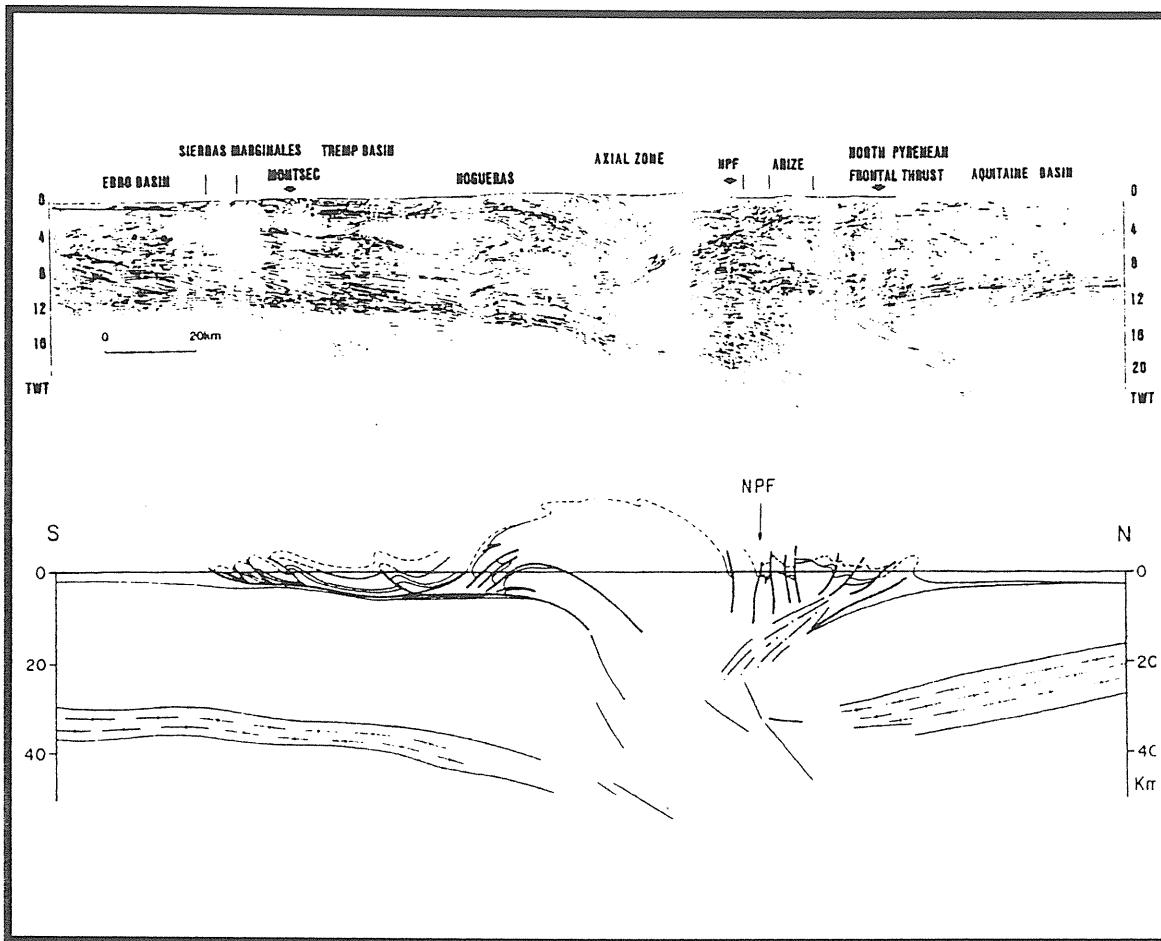 SIERRAS MARGINALES TREMP BASIN AXIAL ZONE NPF ARIZE NORTH PYRENEAN
EBRO BASIN MONTSEC NOGUERAS FRONTAL THRUST AQUITAINE BASIN
0 0
4 4
8 8
12 12
16 16
20
0 20km
TWT TWT
NPF
S N
0 0
20 20
40 40
Km